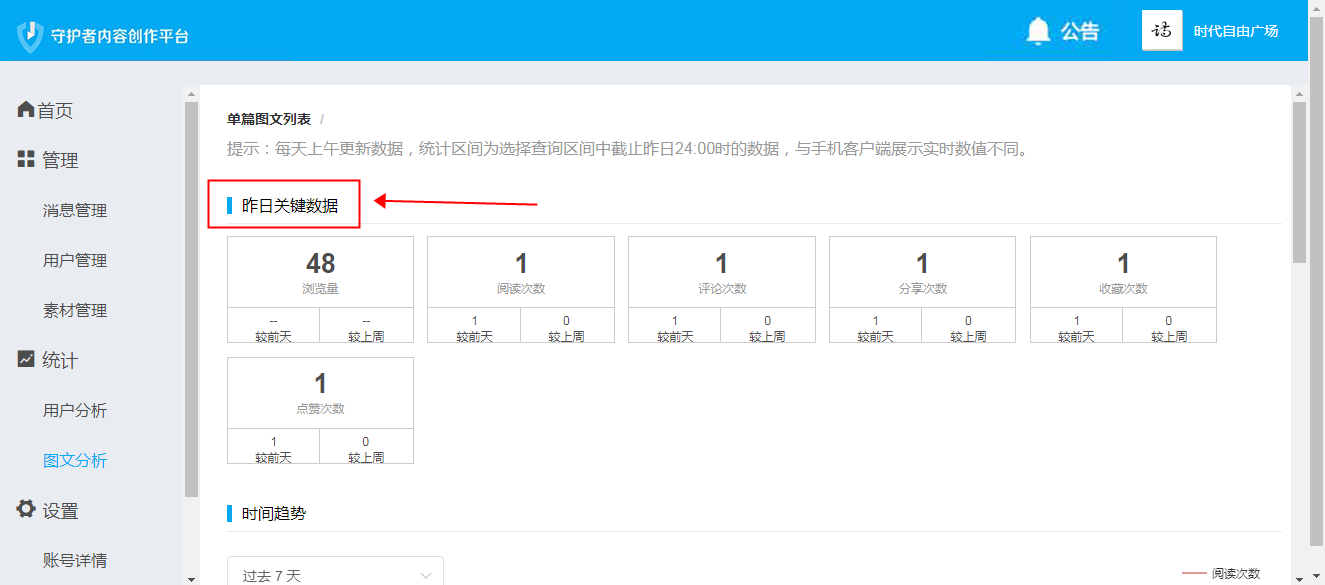 守护者内容创作平台
公告
时代自由广场
首页
管理
消息管理
用户管理
素材管理
统计
用户分析
图文分析
设置
账号详情
单篇图文列表 /
提示：每天上午更新数据，统计区间为选择查询区间中截止昨日24:00时的数据，与手机客户端展示实时数值不同。
昨日关键数据
48
浏览量
--
较前天
--
较上周
1
阅读次数
1
较前天
0
较上周
1
评论次数
1
较前天
0
较上周
1
分享次数
1
较前天
0
较上周
1
收藏次数
1
较前天
0
较上周
1
点赞次数
1
较前天
0
较上周
时间趋势
过去 7 天
阅读次数